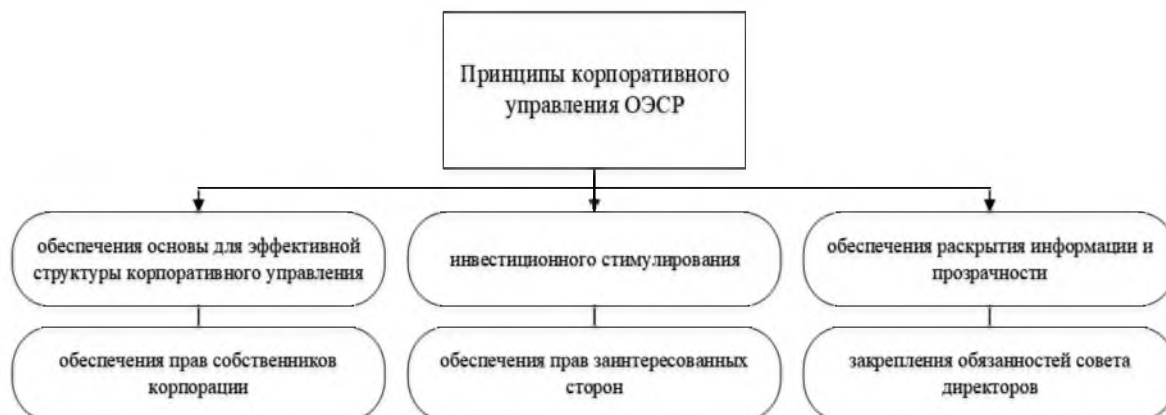 Принципы корпоративного
управления ОЭСР
обеспечения основы для эффективной
структуры корпоративного управления
инвестиционного стимулирования
обеспечения раскрытия информации и
прозрачности
обеспечения прав собственников
корпорации
обеспечения прав заинтересованных
сторон
закрепления обязанностей совета
директоров